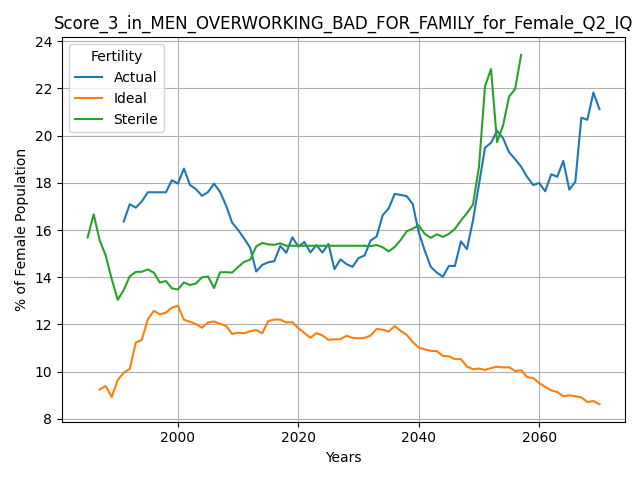 Score_3_in_MEN_OVERWORKING_BAD_FOR_FAMILY_for_Female_Q2_IQ
Fertility
Actual
Ideal
Sterile
% of Female Population
24
22
20
18
16
14
12
10
8
2000 2020 2040 2060
Years